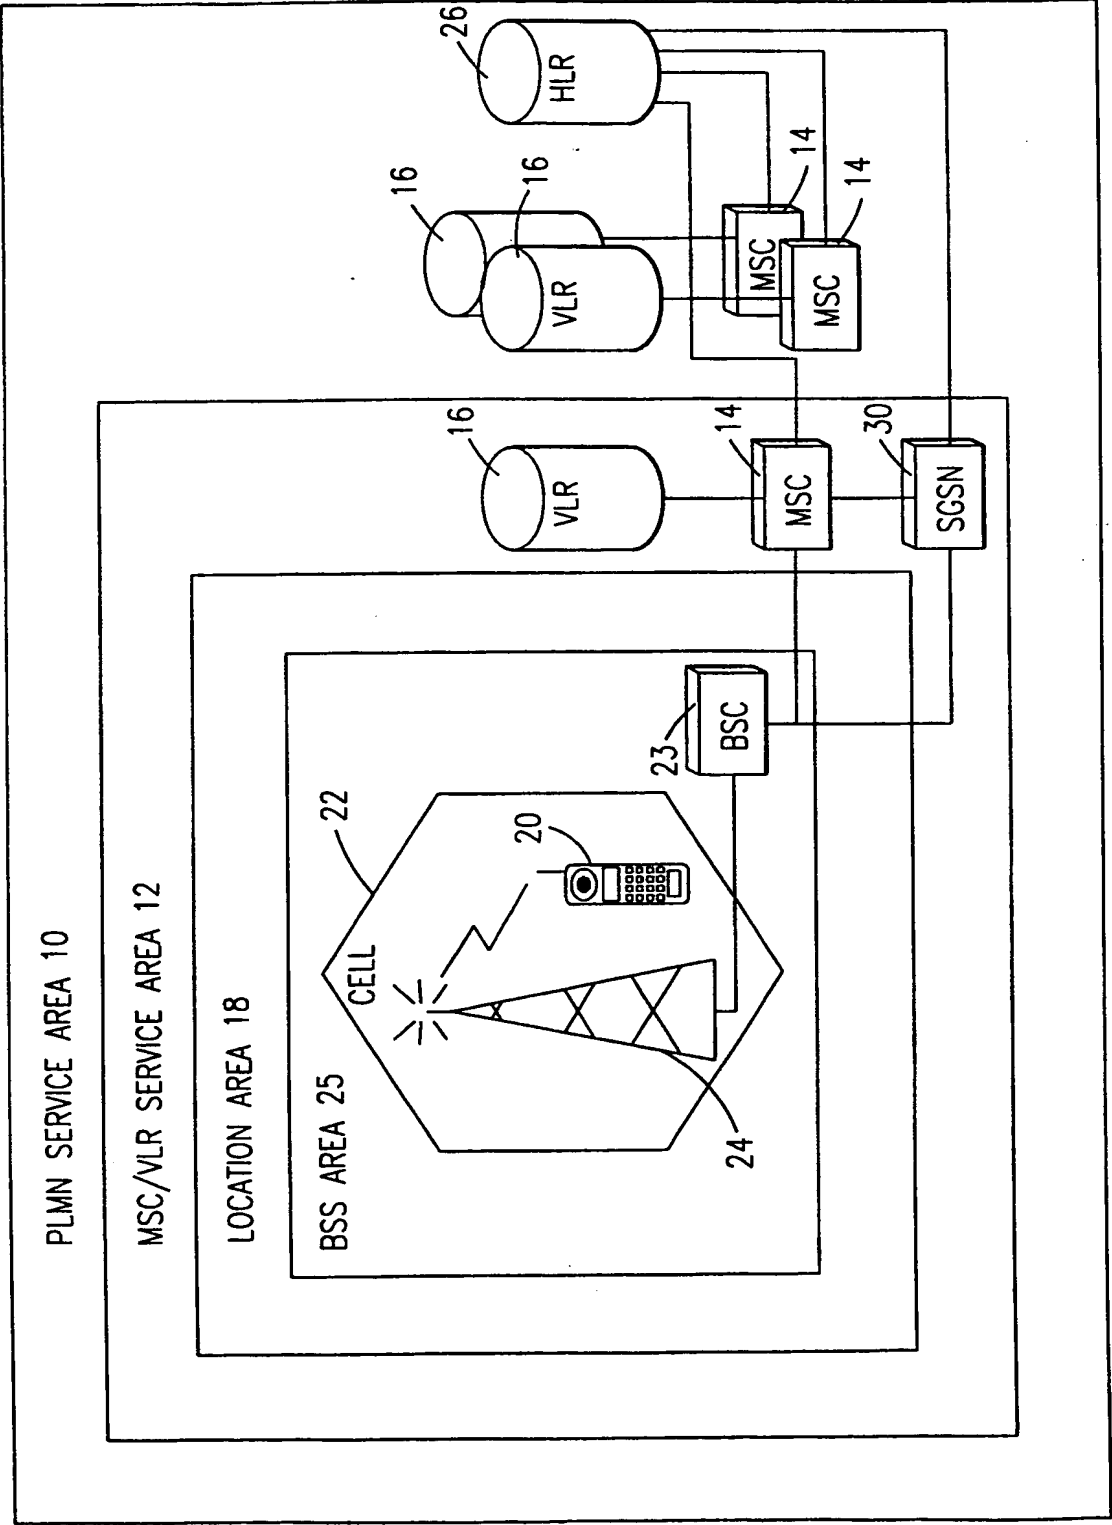 PLMN SERVICE AREA 10
MSC/VLR SERVICE AREA 12
LOCATION AREA 18
BSS AREA 25
CELL
22
20
24
23
BSC
16
VLR
14
MSC
30
SGSN
16
16
VLR
14
MSC
14
MSC
26
HLR